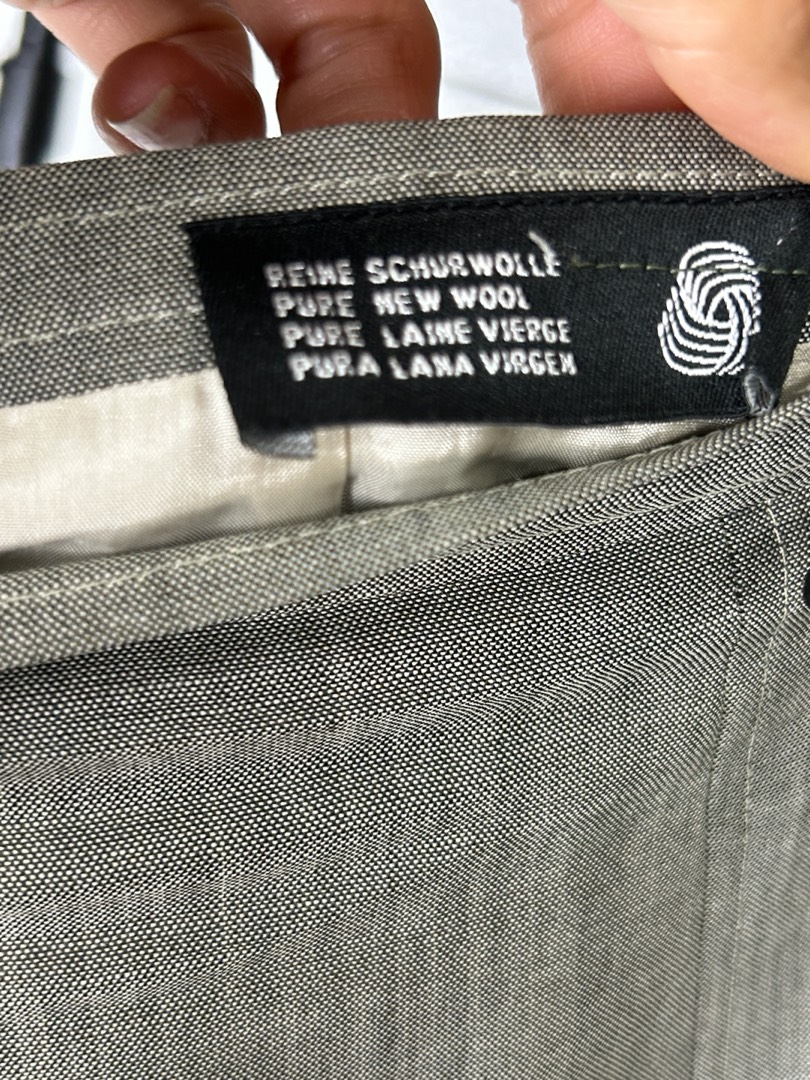 REINE SCHURWOLLE
PURE NEW WOOL
PURE LAINE VIERGE
PURA LANA VIRGEN